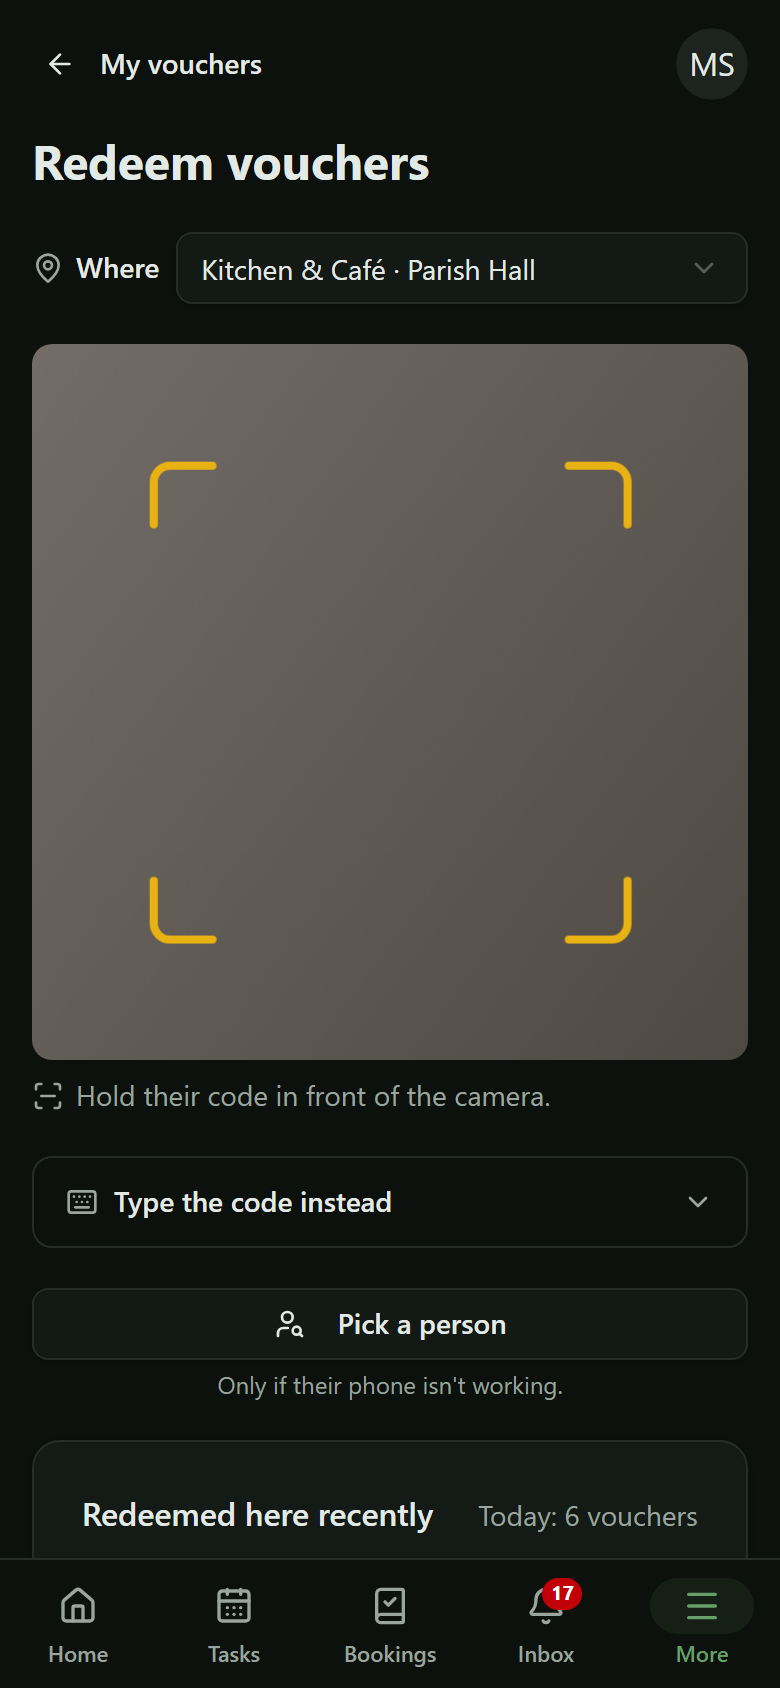 My vouchers
MS
Redeem vouchers
Where
Kitchen & Café · Parish Hall
Hold their code in front of the camera.
Type the code instead
Pick a person
Only if their phone isn't working.
Redeemed here recently
Today: 6 vouchers
17
Home
Tasks
Bookings
Inbox
More